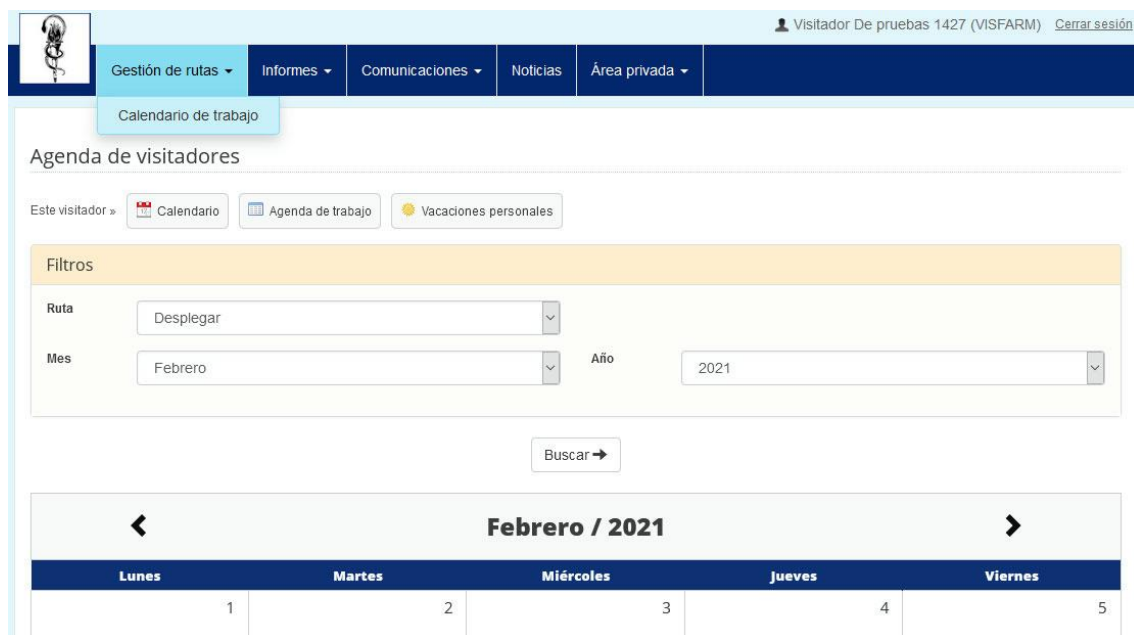 Visitador De pruebas 1427 (VISFARM) Cerrar sesión
Gestión de rutas Informes Comunicaciones Noticias Área privada
Calendario de trabajo
Agenda de visitadores
Este visitador » Calendario Agenda de trabajo Vacaciones personales
Filtros
Ruta Desplegar
Mes Febrero Año 2021
Buscar
Febrero / 2021
Lunes Martes Miércoles Jueves Viernes
1 2 3 4 5